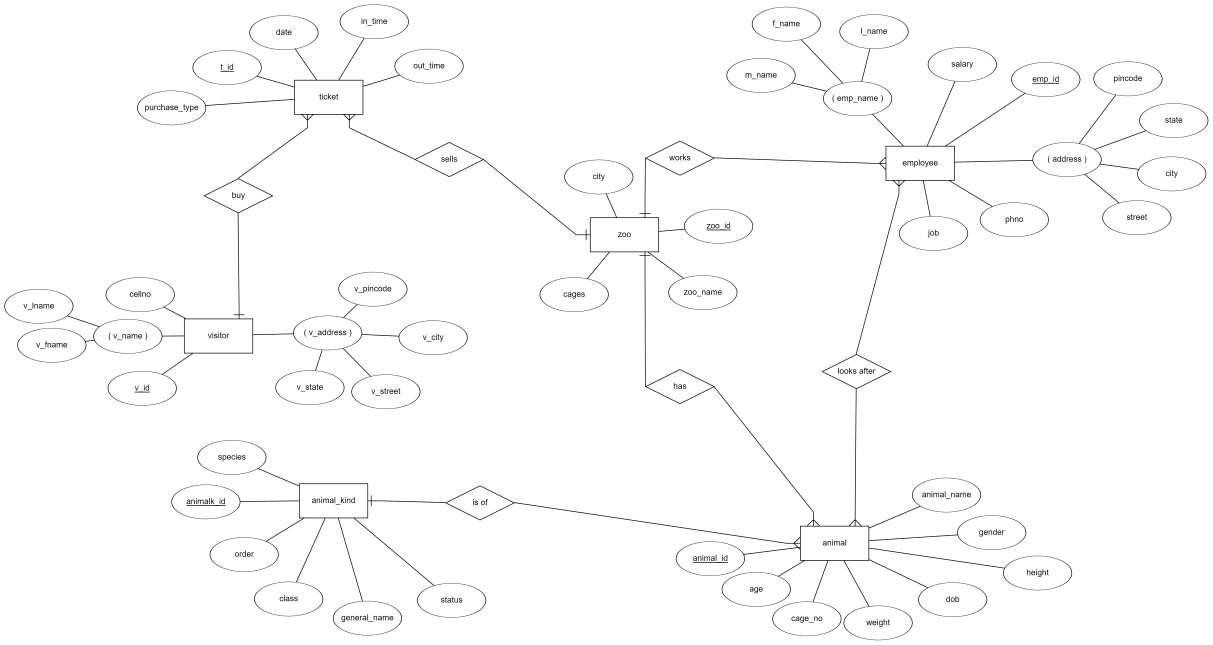 in_time
f_name
date
l_name
out_time
salary
t_id
m_name
emp_id
pincode
ticket
( emp_name )
purchase_type
state
sells
works
employee
( address )
city
city
buy
street
zoo_id
phno
zoo
job
v_pincode
cages
zoo_name
cellno
v_lname
( v_name )
visitor
( v_address )
v_city
v_fname
looks after
v_id
v_state
v_street
has
species
animal_name
animalk_id
animal_kind
is of
gender
animal
order
animal_id
height
age
class
status
dob
general_name
cage_no
weight